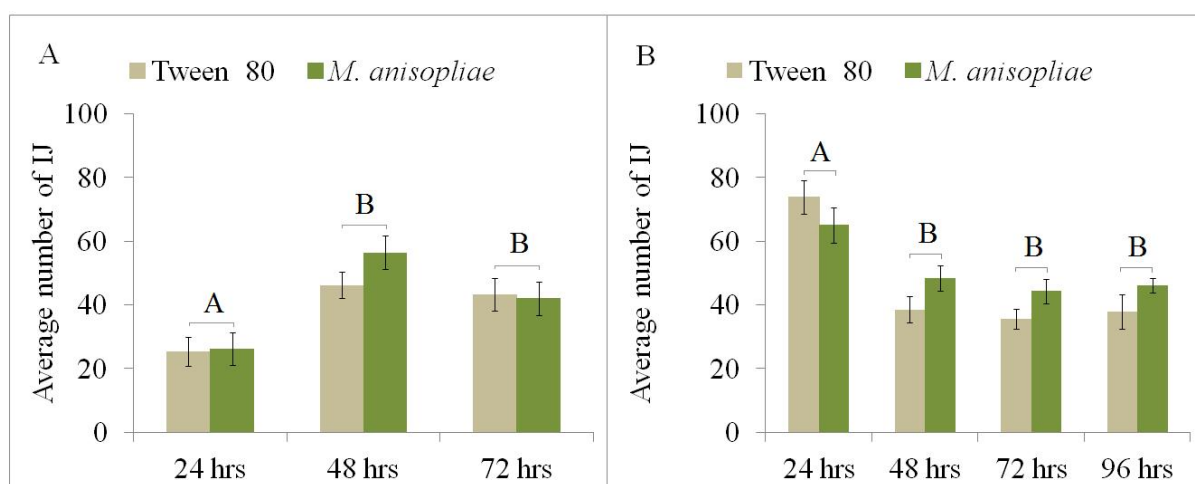 A
Tween 80 M. anisopliae
Average number of IJ
100
80
60
40
20
0
A
B
B
24 hrs 48 hrs 72 hrs
B
Tween 80 M. anisopliae
Average number of IJ
100
80
60
40
20
0
A
B
B
B
24 hrs 48 hrs 72 hrs 96 hrs